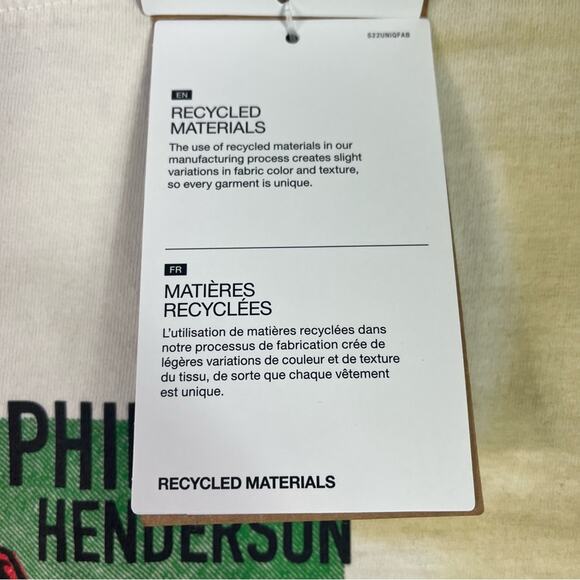 S22UNIQFAB
EN
RECYCLED
MATERIALS
The use of recycled materials in our
manufacturing process creates slight
variations in fabric color and texture,
so every garment is unique.
FR
MATIÈRES
RECYCLÉES
L'utilisation de matières recyclées dans
notre processus de fabrication crée de
légères variations de couleur et de texture
du tissu, de sorte que chaque vêtement
est unique.
RECYCLED MATERIALS
HENDERSON